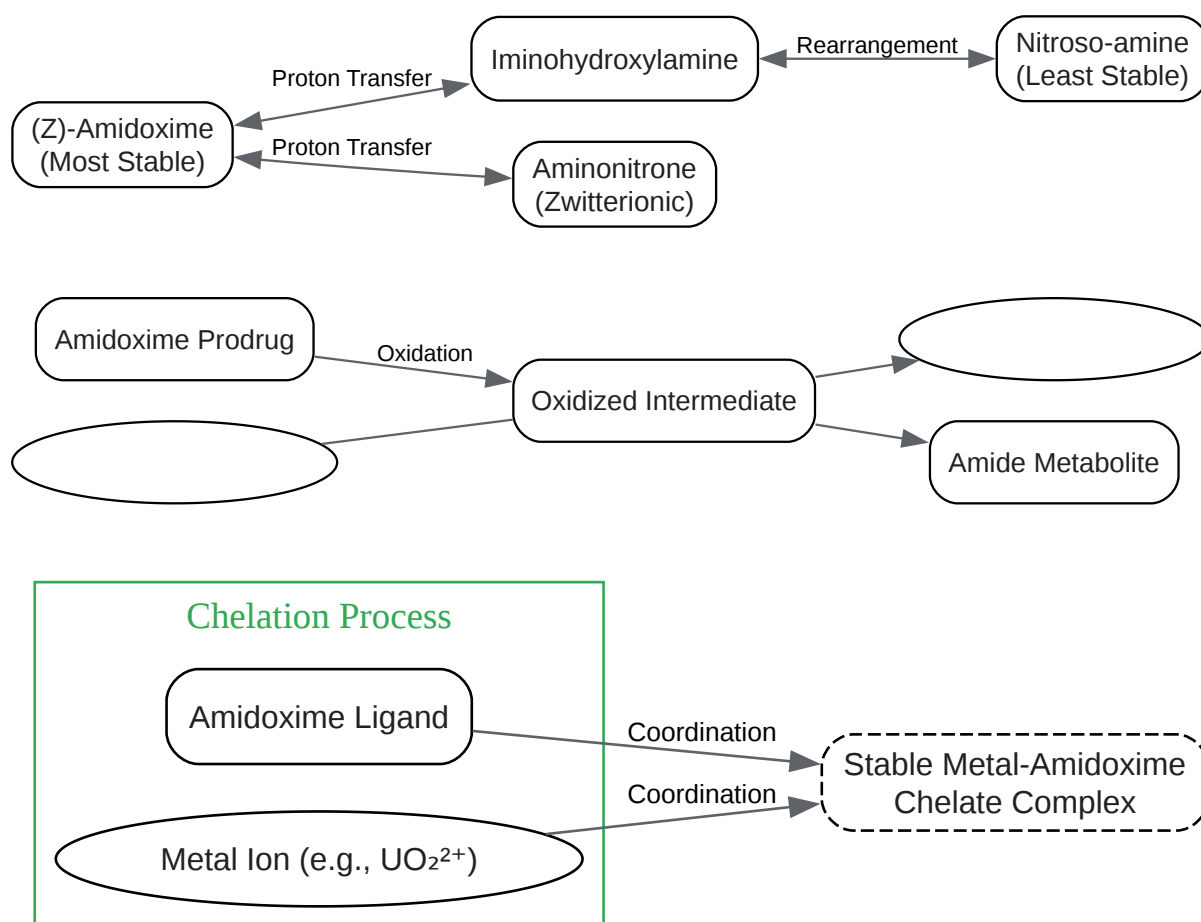 Iminohydroxylamine
Rearrangement
Nitroso-amine
(Least Stable)
Proton Transfer
(Z)-Amidoxime
(Most Stable)
Proton Transfer
Aminonitrone
(Zwitterionic)
Amidoxime Prodrug
Oxidation
Oxidized Intermediate
Amide Metabolite
Chelation Process
Amidoxime Ligand
Coordination
Stable Metal-Amidoxime
Chelate Complex
Coordination
Metal Ion (e.g., UO₂²⁺)